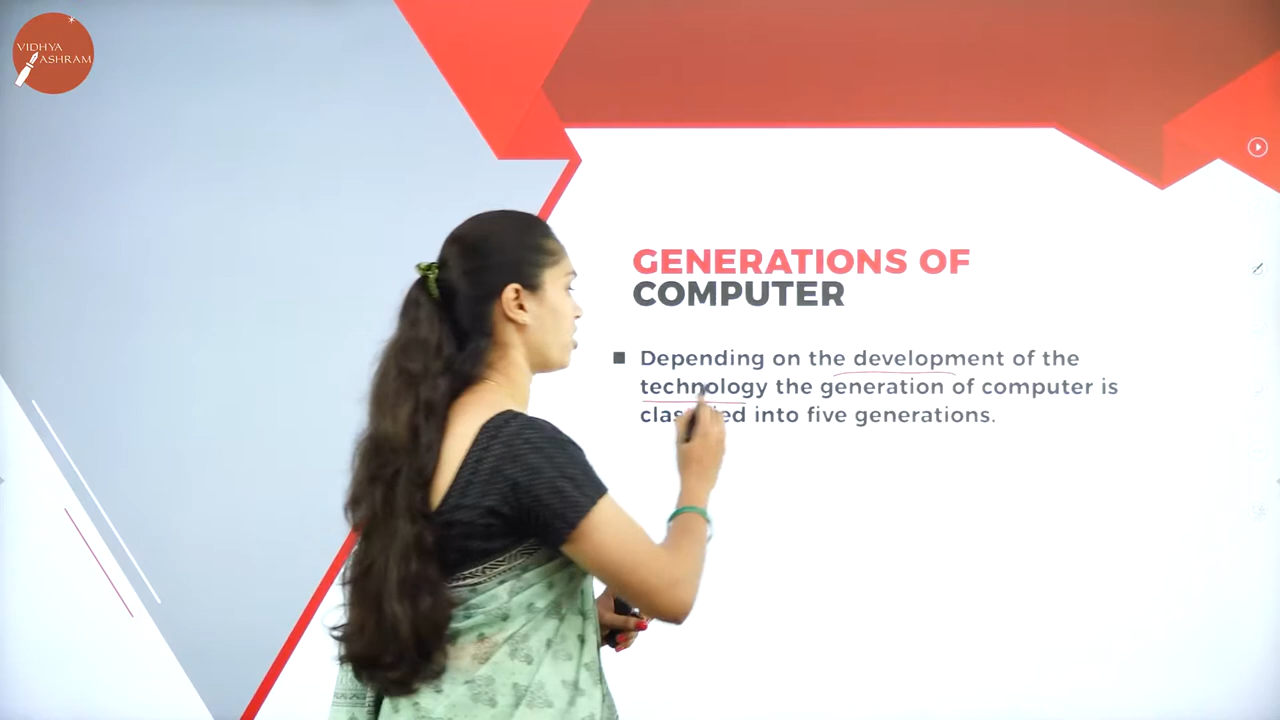 VIDHYA
ASHRAM
GENERATIONS OF
COMPUTER
Depending on the development of the
technology the generation of computer is
into five generations.